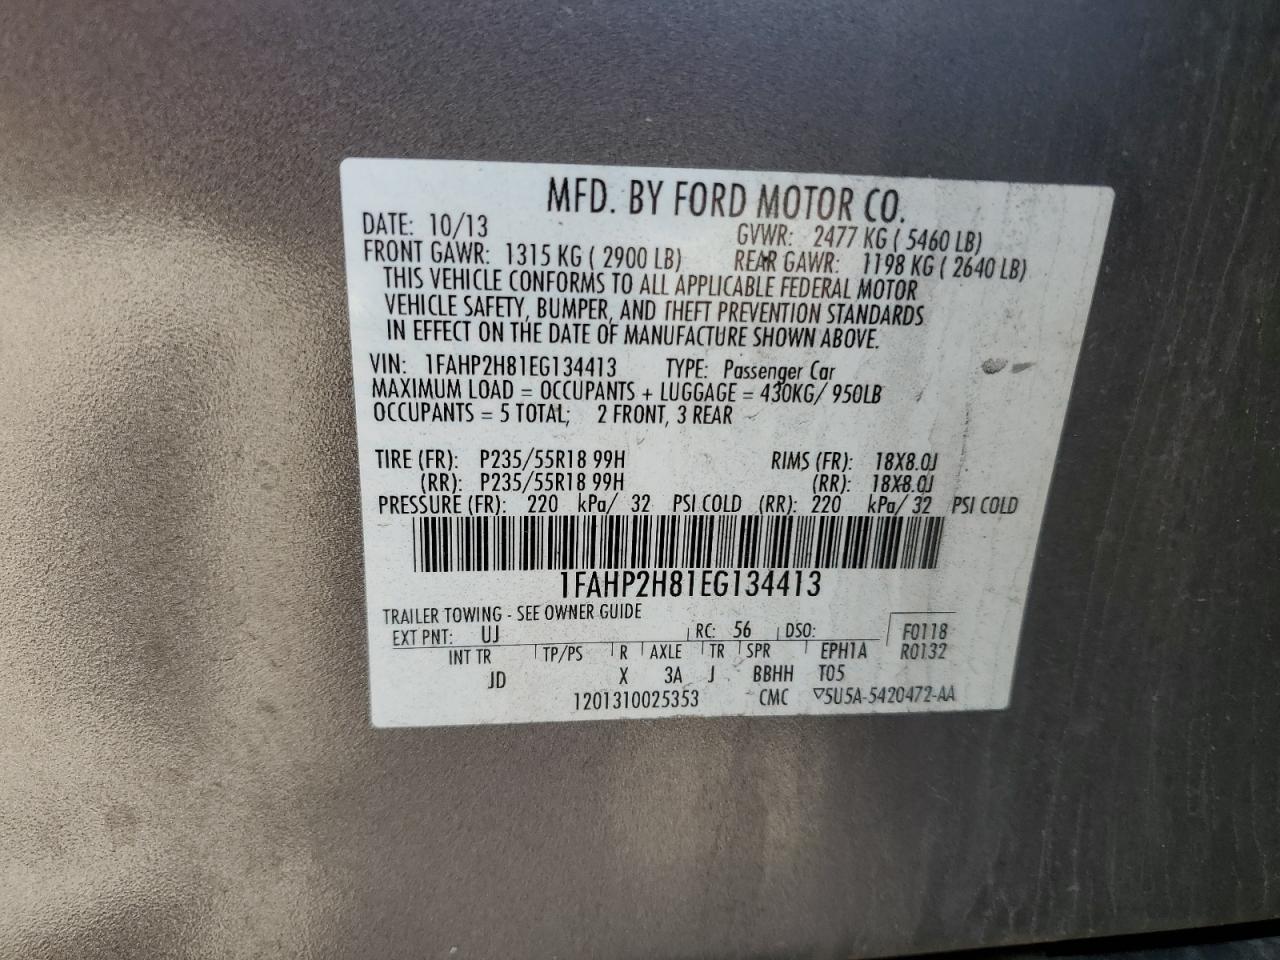 MFD. BY FORD MOTOR CO.
DATE: 10/13 GVWR: 2477 KG ( 5460 LB)
FRONT GAWR: 1315 KG ( 2900 LB) REAR GAWR: 1198 KG ( 2640 LB)
THIS VEHICLE CONFORMS TO ALL APPLICABLE FEDERAL MOTOR
VEHICLE SAFETY, BUMPER, AND THEFT PREVENTION STANDARDS
IN EFFECT ON THE DATE OF MANUFACTURE SHOWN ABOVE.
VIN: 1FAHP2H81EG134413 TYPE: Passenger Car
MAXIMUM LOAD = OCCUPANTS + LUGGAGE = 430KG/ 950LB
OCCUPANTS = 5 TOTAL; 2 FRONT, 3 REAR
TIRE (FR): P235/55R18 99H RIMS (FR): 18X8.0J
(RR): P235/55R18 99H (RR): 18X8.0J
PRESSURE (FR): 220 kPa/ 32 PSI COLD (RR): 220 kPa/ 32 PSI COLD
1FAHP2H81EG134413
TRAILER TOWING - SEE OWNER GUIDE
EXT PNT: UJ RC: 56 DSO: F0118
INT TR TP/PS R AXLE TR SPR EPH1A R0132
JD X 3A J BBHH T05
1201310025353 CMC ▽5U5A-5420472-AA